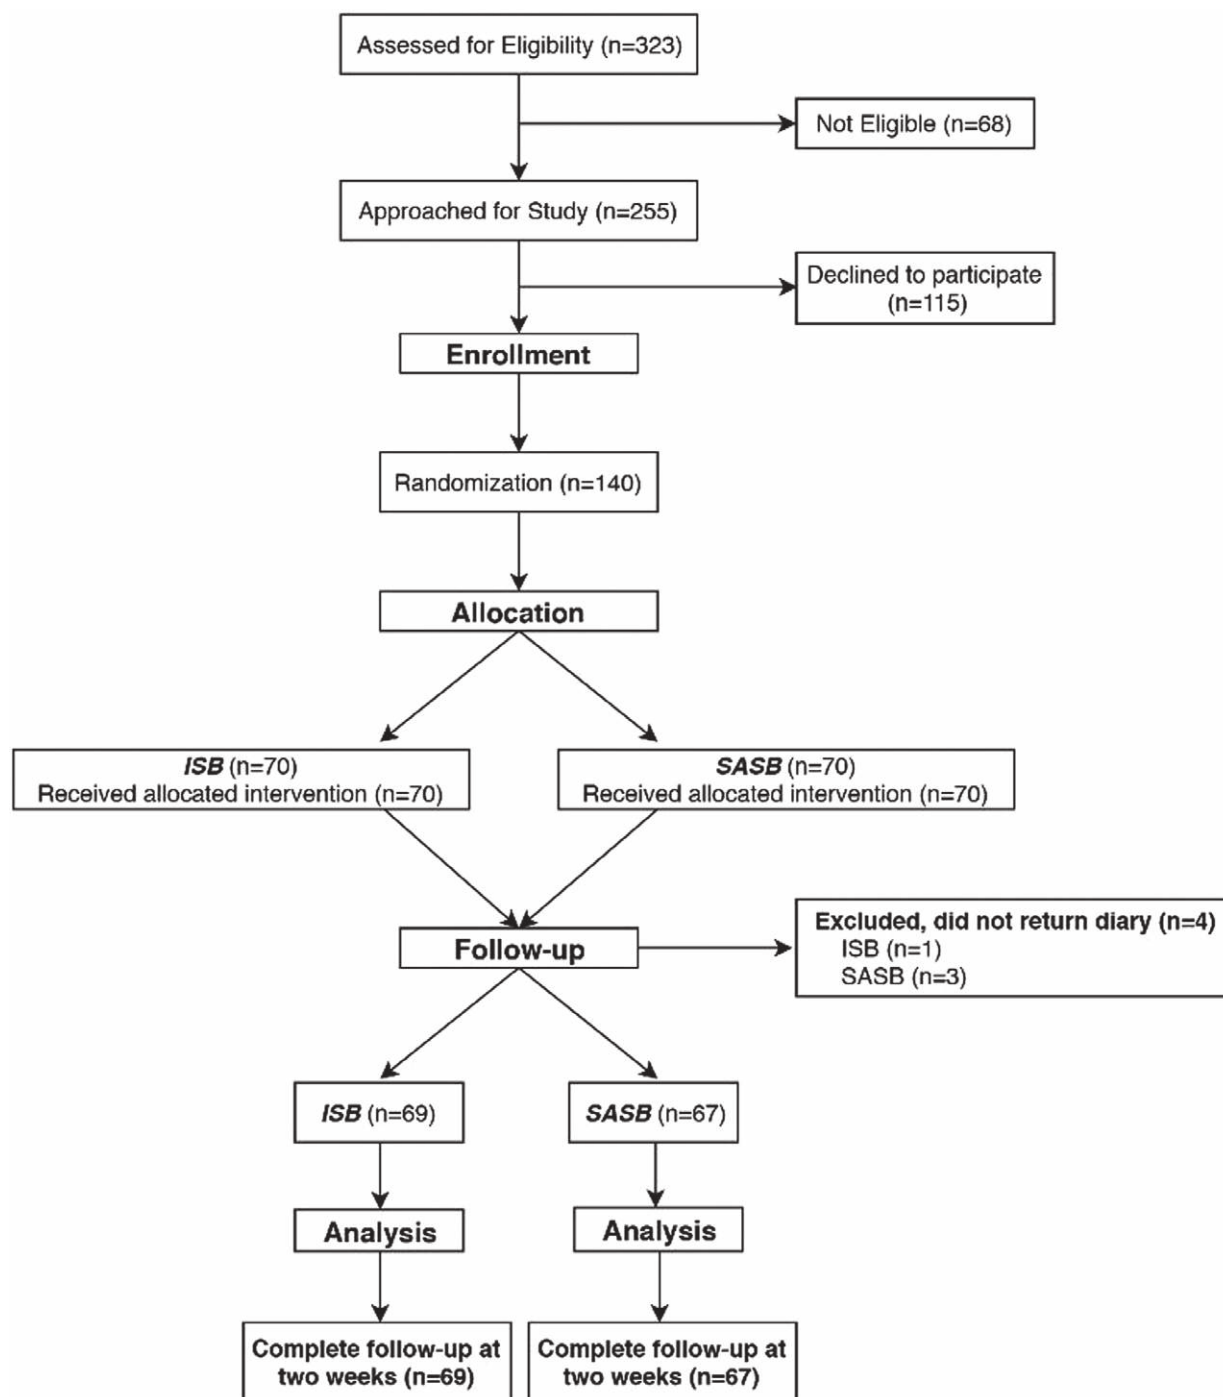 Assessed for Eligibility (n=323)
Not Eligible (n=68)
Approached for Study (n=255)
Declined to participate
(n=115)
Enrollment
Randomization (n=140)
Allocation
ISB (n=70)
Received allocated intervention (n=70)
SASB (n=70)
Received allocated intervention (n=70)
Follow-up
Excluded, did not return diary (n=4)
ISB (n=1)
SASB (n=3)
ISB (n=69)
SASB (n=67)
Analysis
Analysis
Complete follow-up at
two weeks (n=69)
Complete follow-up at
two weeks (n=67)